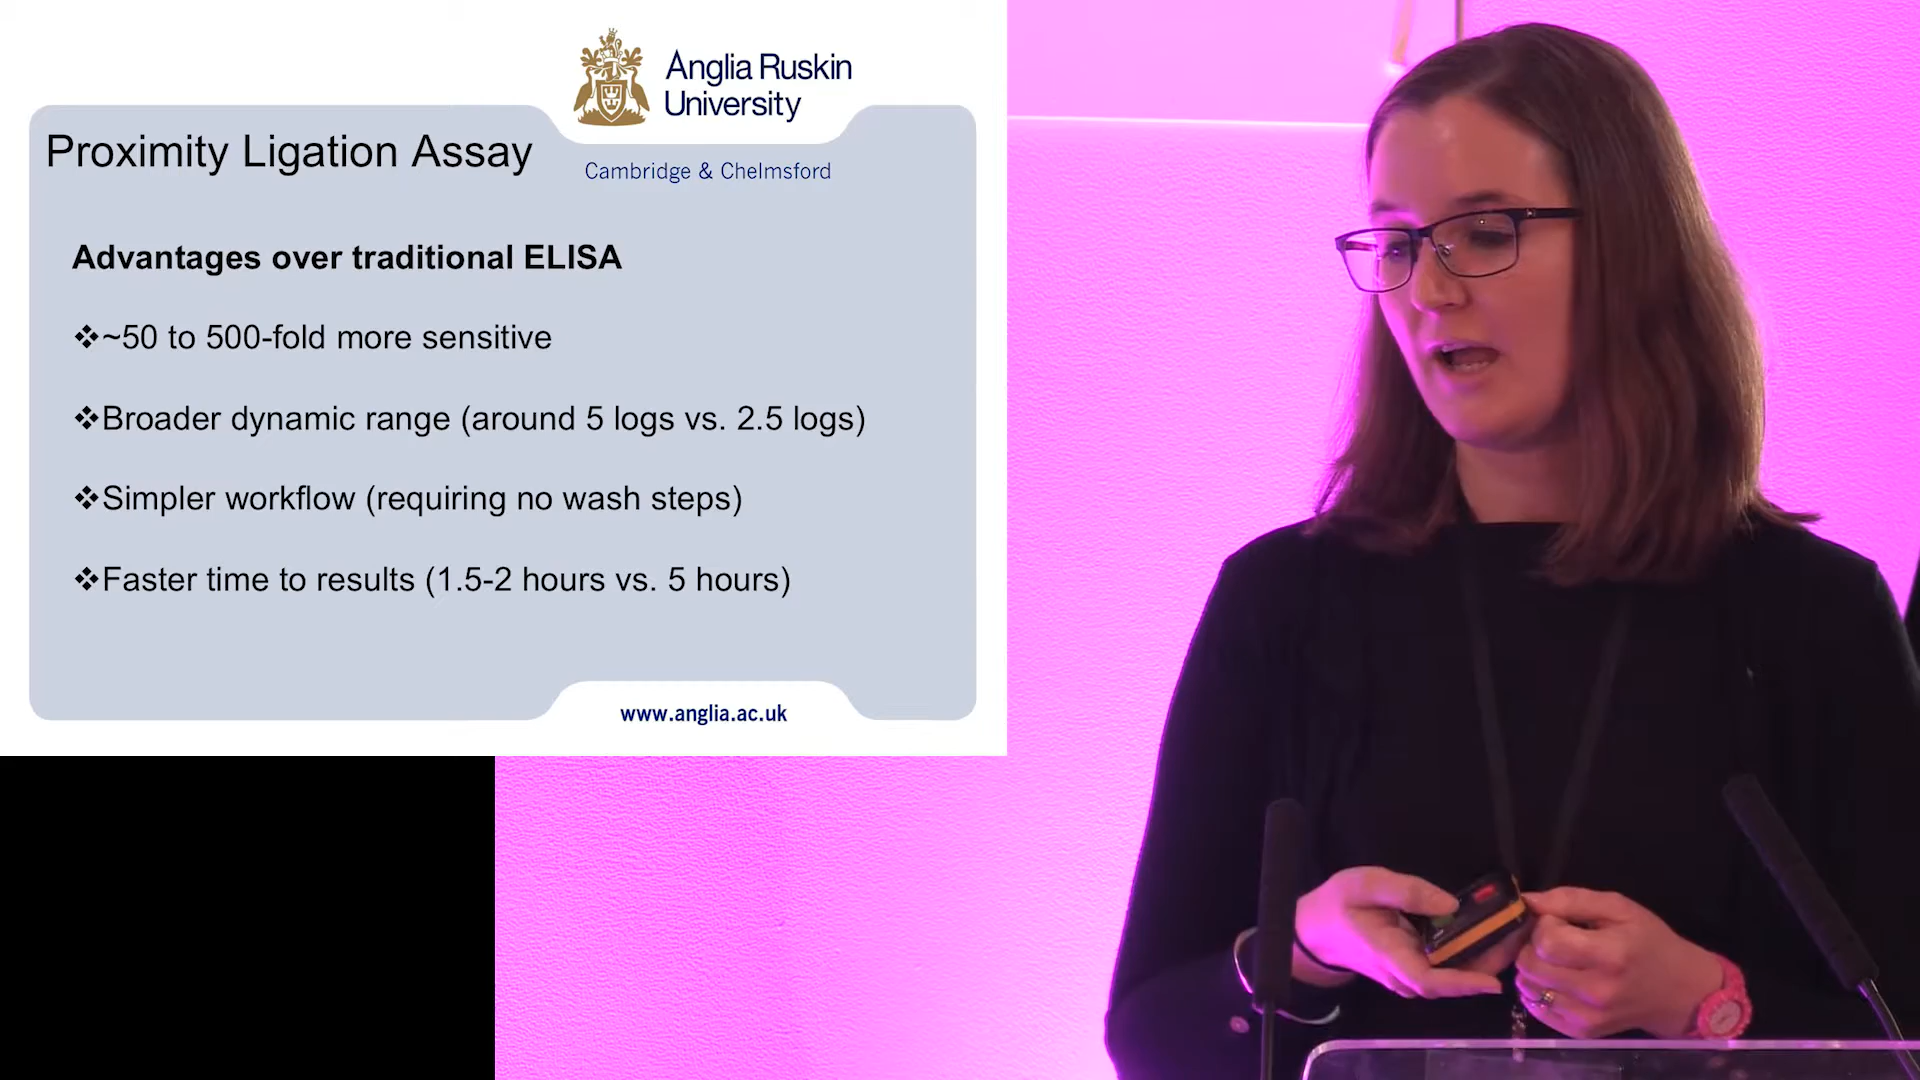 Anglia Ruskin
University
Cambridge & Chelmsford
Proximity Ligation Assay
Advantages over traditional ELISA
❖~50 to 500-fold more sensitive
❖Broader dynamic range (around 5 logs vs. 2.5 logs)
❖Simpler workflow (requiring no wash steps)
❖Faster time to results (1.5-2 hours vs. 5 hours)
www.anglia.ac.uk